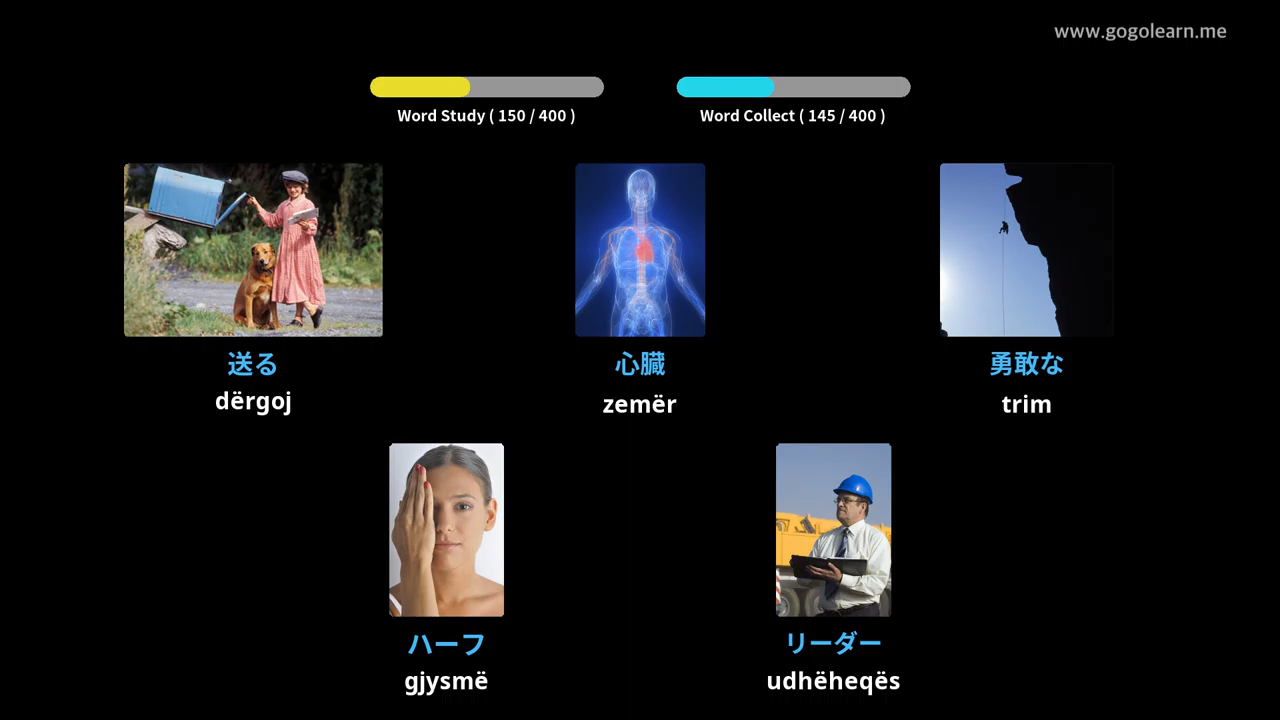 www.gogolearn.me
Word Study ( 150 / 400 )
Word Collect ( 145 / 400 )
送る
dërgoj
心臓
zemër
勇敢な
trim
ハーフ
gjysmë
リーダー
udhëheqës